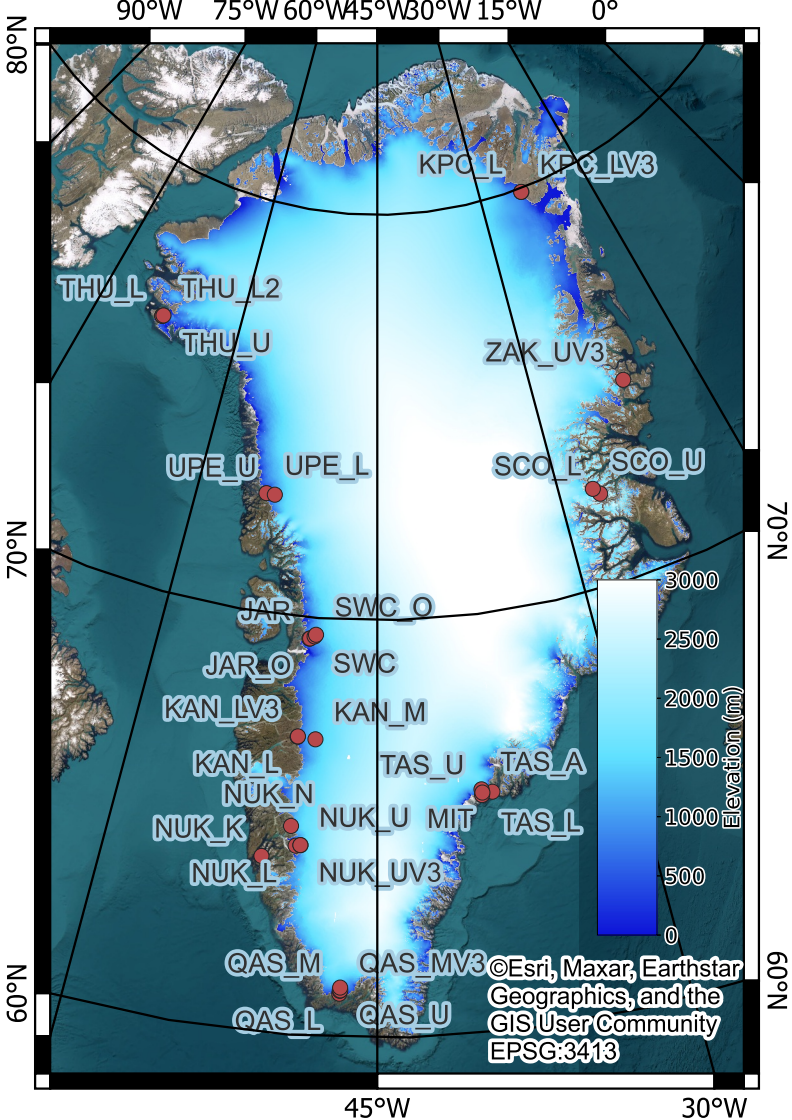 90°W 75°W 60°W 45°W 30°W 15°W 0°
80°N
KPC_L KPC_LV3
THU_L THU_L2
THU_U
ZAK_UV3
UPE_U UPE_L
SCO_L SCO_U
70°N
70°N
3000
JAR SWC_O
2500
JAR_O SWC
2000
KAN_LV3 KAN_M
1500
KAN_L TAS_U TAS_A
NUK_N
1000
NUK_K NUK_U MIT TAS_L
Elevation (m)
NUK_L NUK_UV3
500
0
QAS_M QAS_MV3
QAS_L QAS_U
60°N
60°N
©Esri, Maxar, Earthstar
Geographics, and the
GIS User Community
EPSG:3413
45°W 30°W